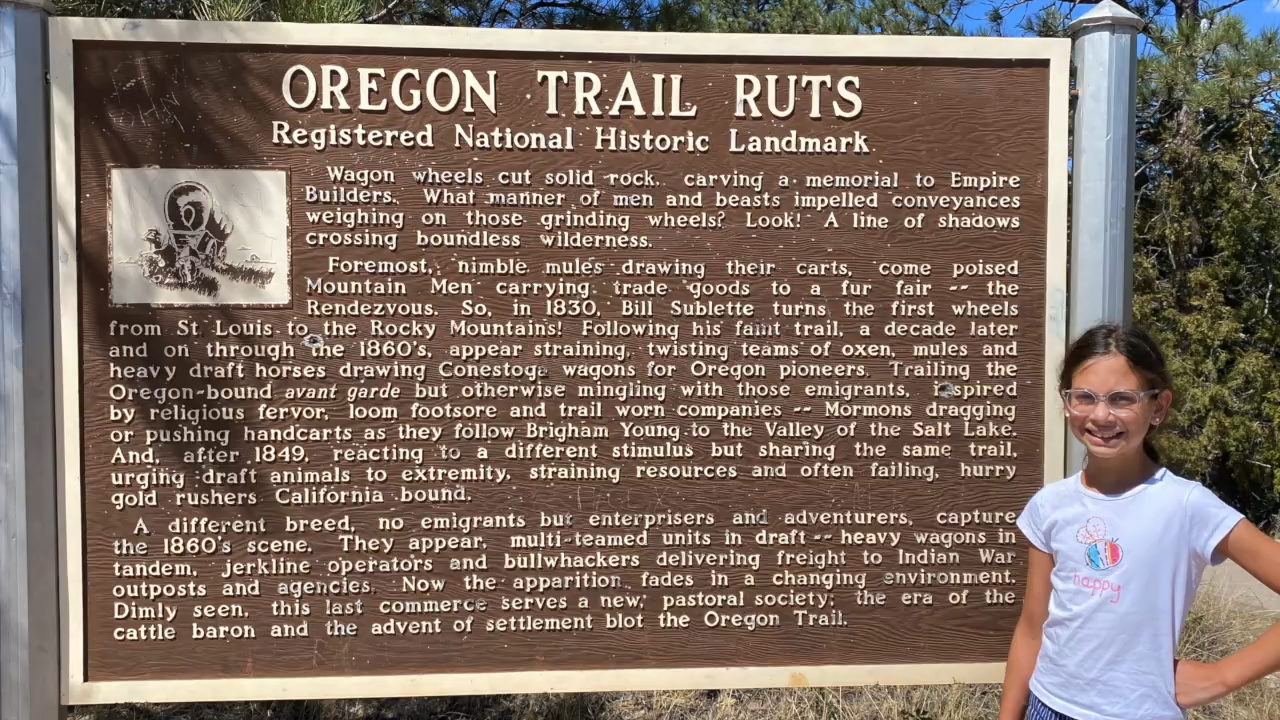 OREGON TRAIL RUTS
Registered National Historic Landmark
Wagon wheels cut solid rock, carving a memorial to Empire
Builders. What manner of men and beasts impelled conveyances
weighing on those grinding wheels? Look! A line of shadows
crossing boundless wilderness.
Foremost, nimble mules drawing their carts, come poised
Mountain Men carrying trade goods to a fur fair -- the
Rendezvous. So, in 1830, Bill Sublette turns the first wheels
from St. Louis to the Rocky Mountains! Following his faint trail, a decade later
and on through the 1860's, appear straining, twisting teams of oxen, mules and
heavy draft horses drawing Conestoga wagons for Oregon pioneers. Trailing the
Oregon-bound avant garde but otherwise mingling with those emigrants, inspired
by religious fervor, loom footsore and trail worn companies -- Mormons dragging
or pushing handcarts as they follow Brigham Young to the Valley of the Salt Lake.
And, after 1849, reacting to a different stimulus but sharing the same trail,
urging draft animals to extremity, straining resources and often failing, hurry
gold rushers California bound.
A different breed, no emigrants but enterprisers and adventurers, capture
the 1860's scene. They appear, multi-teamed units in draft -- heavy wagons in
tandem, jerkline operators and bullwhackers delivering freight to Indian War
outposts and agencies. Now the apparition fades in a changing environment.
Dimly seen, this last commerce serves a new, pastoral society; the era of the
cattle baron and the advent of settlement blot the Oregon Trail.
happy